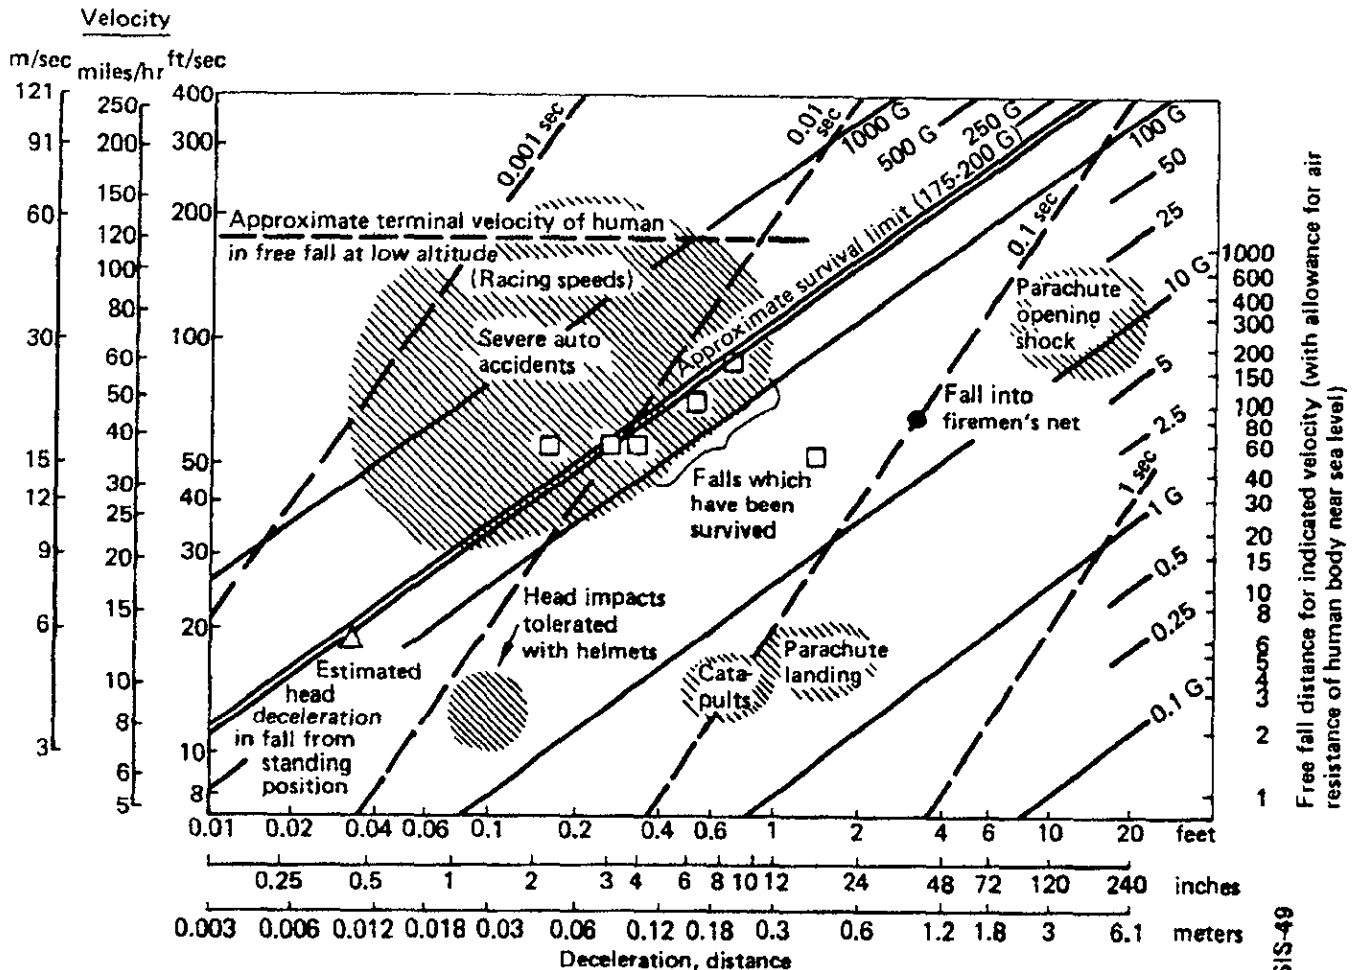 Velocity
m/sec
miles/hr
ft/sec
121
91
60
30
15
12
9
6
3
250
200
150
120
100
80
60
50
40
30
25
20
15
10
8
6
5
400
300
200
100
50
40
30
20
10
8
0.001 sec
0.01
sec
1000 G
500 G
250 G
Approximate survival limit (175-200 G)
100 G
50
25
10 G
5
2.5
1 G
0.5
0.25
0.1 G
0.1 sec
1 sec
Approximate terminal velocity of human
in free fall at low altitude
(Racing speeds)
Severe auto
accidents
Parachute
opening
shock
Fall into
firemen's net
Falls which
have been
survived
Head impacts
tolerated
with helmets
Estimated
head
deceleration
in fall from
standing
position
Cata-
pults
Parachute
landing
1000
600
400
300
200
150
100
80
60
40
30
20
15
10
8
6
5
4
3
2
1
Free fall distance for indicated velocity (with allowance for air
resistance of human body near sea level)
0.01 0.02 0.04 0.06 0.1 0.2 0.4 0.6 1 2 4 6 10 20 feet
0.25 0.5 1 2 3 4 6 8 10 12 24 48 72 120 240 inches
0.003 0.006 0.012 0.018 0.03 0.06 0.12 0.18 0.3 0.6 1.2 1.8 3 6.1 meters
Deceleration, distance
SIS-49